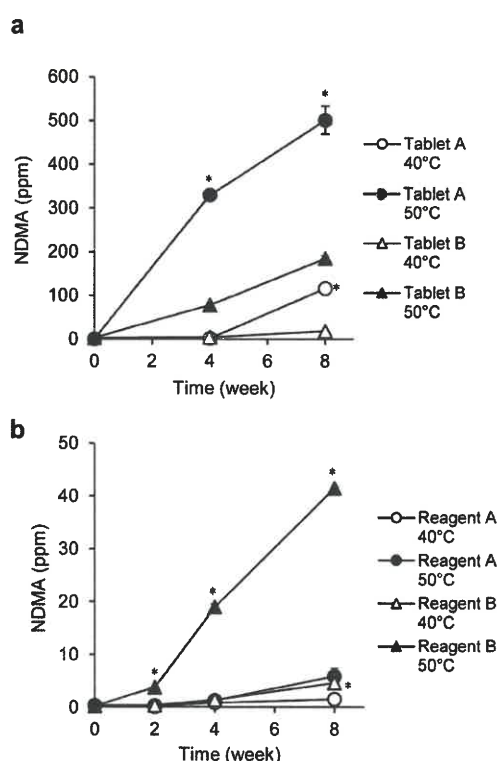 a
600
500
400
300
200
100
0
NDMA (ppm)
0 2 4 6 8
Time (week)
* * *
Tablet A
40°C
Tablet A
50°C
Tablet B
40°C
Tablet B
50°C
b
50
40
30
20
10
0
NDMA (ppm)
0 2 4 6 8
Time (week)
* * * *
Reagent A
40°C
Reagent A
50°C
Reagent B
40°C
Reagent B
50°C